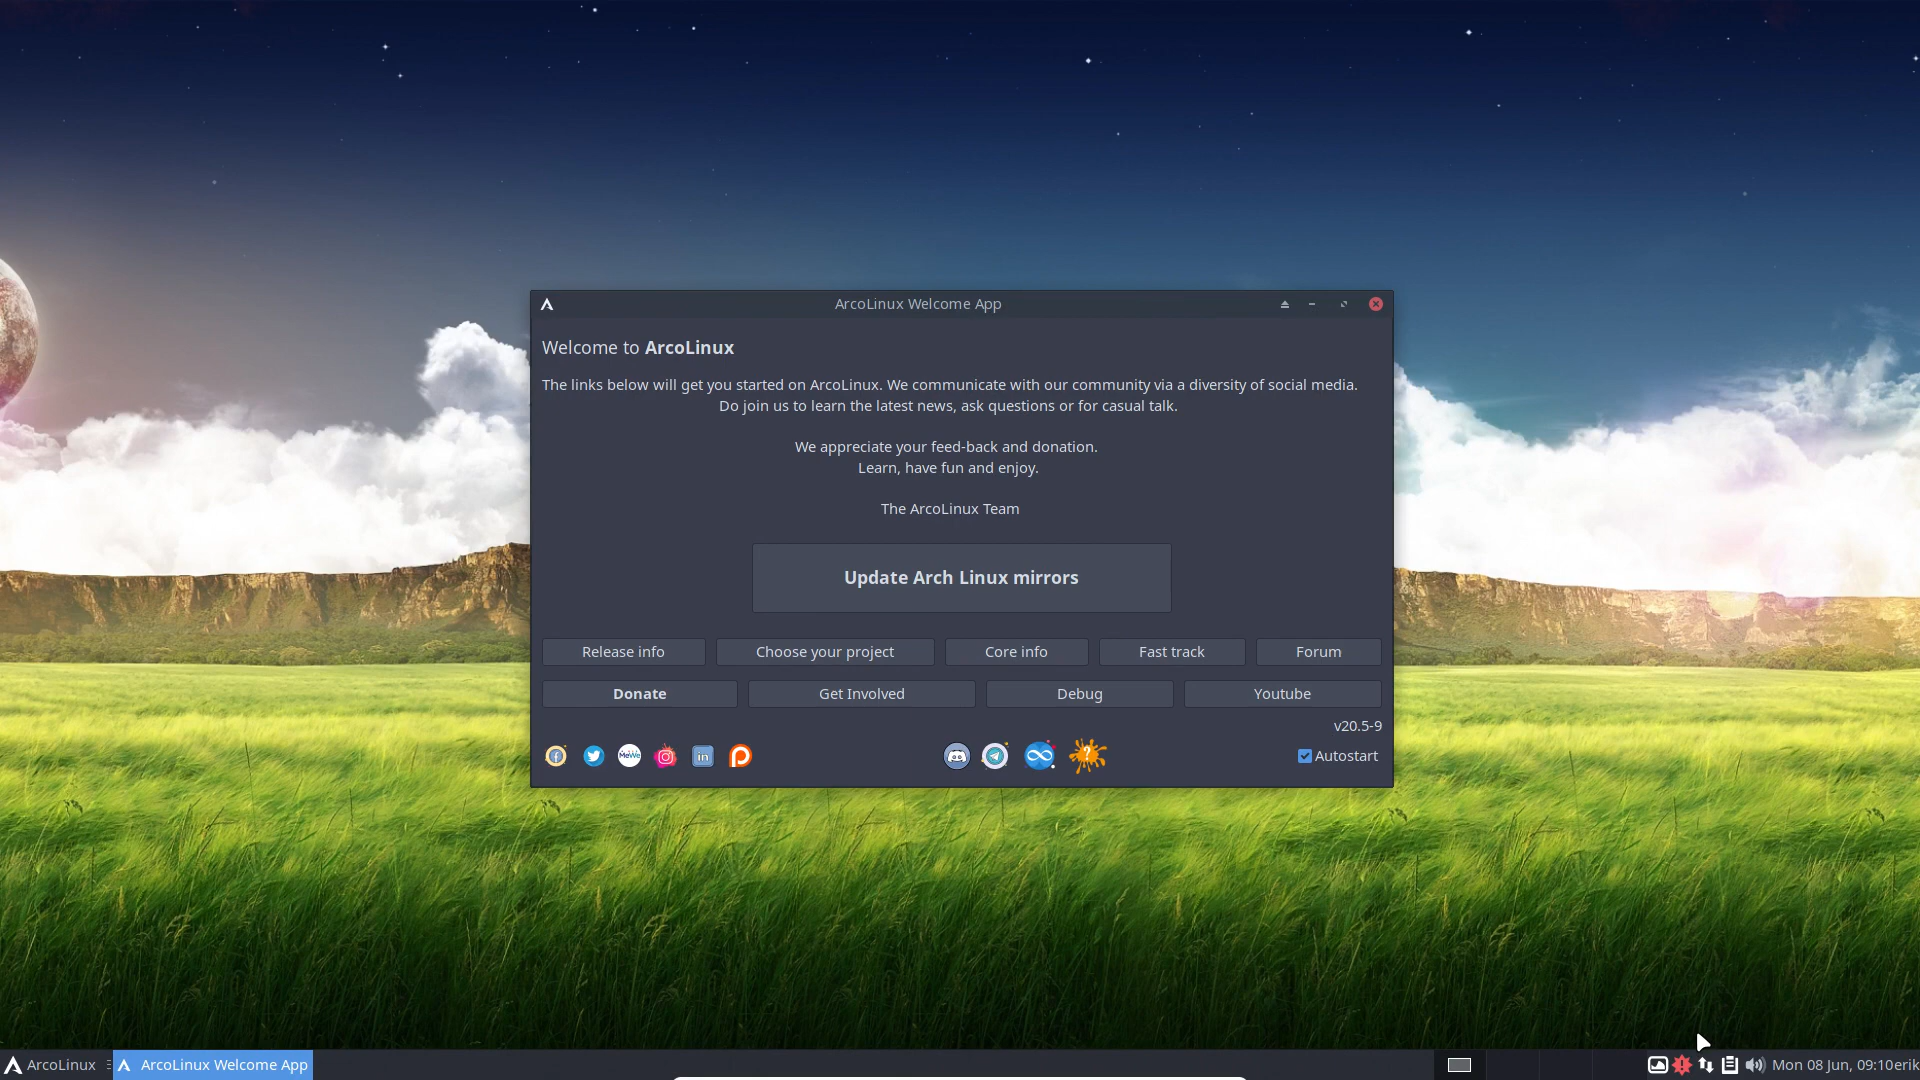 ArcoLinux Welcome App
Welcome to ArcoLinux
The links below will get you started on ArcoLinux. We communicate with our community via a diversity of social media.
Do join us to learn the latest news, ask questions or for casual talk.
We appreciate your feed-back and donation.
Learn, have fun and enjoy.
The ArcoLinux Team
Update Arch Linux mirrors
Release info
Choose your project
Core info
Fast track
Forum
Donate
Get Involved
Debug
Youtube
v20.5-9
MeWe
in
?
Autostart
ArcoLinux
ArcoLinux Welcome App
Mon 08 Jun, 09:10
erik